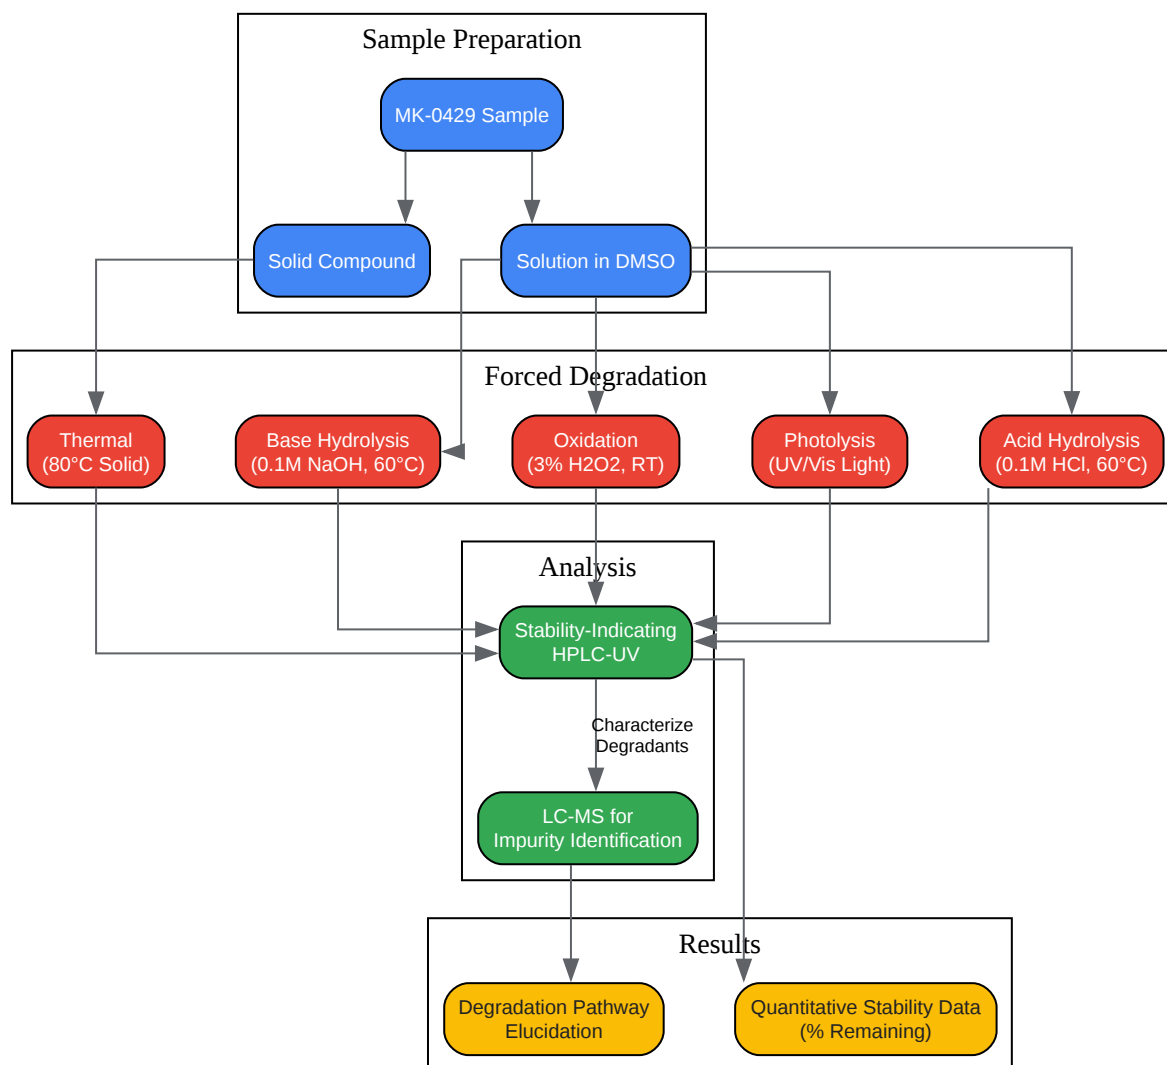 Sample Preparation
MK-0429 Sample
Solid Compound
Solution in DMSO
Forced Degradation
Thermal
(80°C Solid)
Base Hydrolysis
(0.1M NaOH, 60°C)
Oxidation
(3% H2O2, RT)
Photolysis
(UV/Vis Light)
Acid Hydrolysis
(0.1M HCl, 60°C)
Analysis
Stability-Indicating
HPLC-UV
Characterize
Degradants
LC-MS for
Impurity Identification
Results
Degradation Pathway
Elucidation
Quantitative Stability Data
(% Remaining)